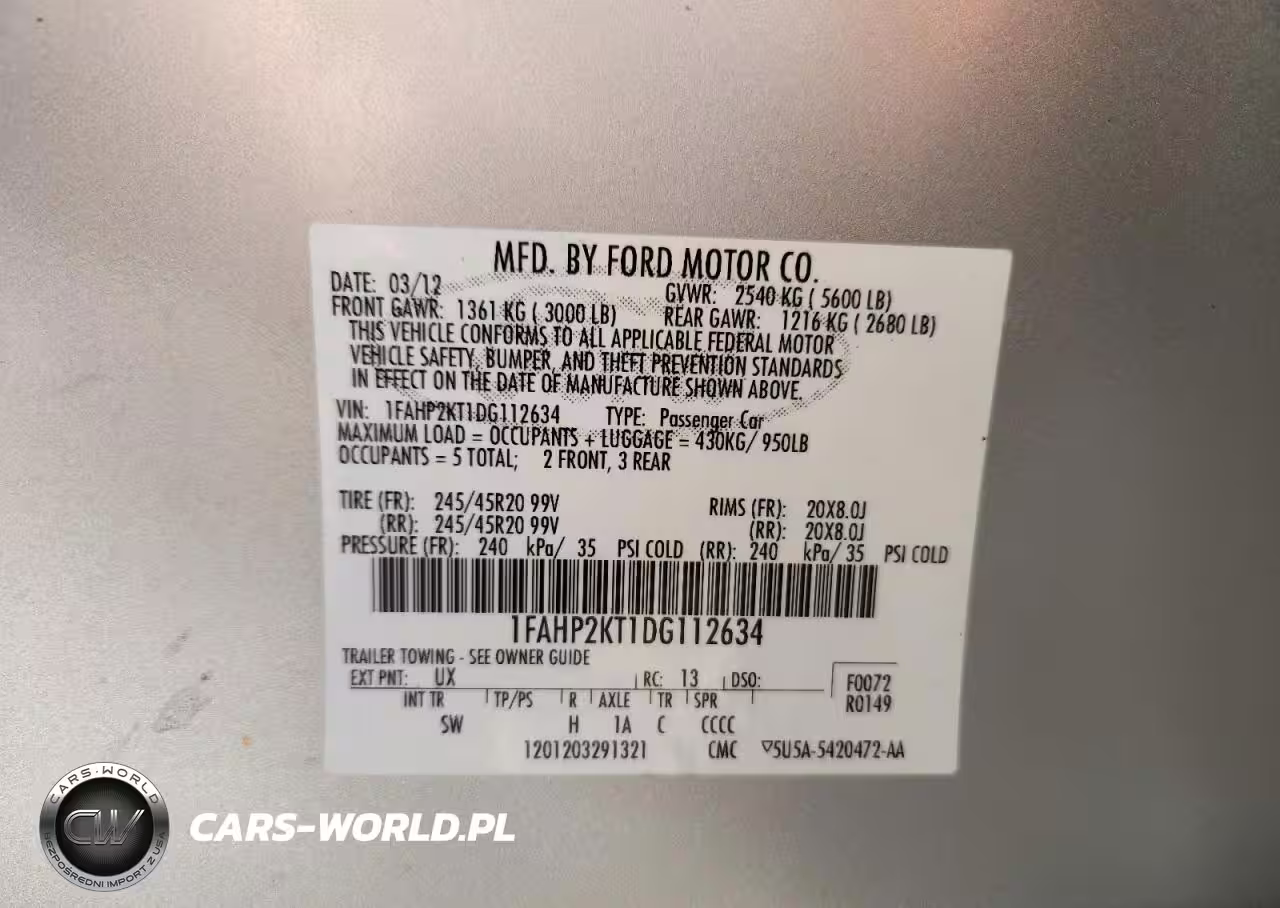 MFD. BY FORD MOTOR CO.
DATE: 03/12 GVWR: 2540 KG ( 5600 LB)
FRONT GAWR: 1361 KG ( 3000 LB) REAR GAWR: 1216 KG ( 2680 LB)
THIS VEHICLE CONFORMS TO ALL APPLICABLE FEDERAL MOTOR
VEHICLE SAFETY, BUMPER, AND THEFT PREVENTION STANDARDS
IN EFFECT ON THE DATE OF MANUFACTURE SHOWN ABOVE.
VIN: 1FAHP2KT1DG112634 TYPE: Passenger Car
MAXIMUM LOAD = OCCUPANTS + LUGGAGE = 430KG/ 950LB
OCCUPANTS = 5 TOTAL; 2 FRONT, 3 REAR
TIRE (FR): 245/45R20 99V RIMS (FR): 20X8.0J
(RR): 245/45R20 99V (RR): 20X8.0J
PRESSURE (FR): 240 kPa/ 35 PSI COLD (RR): 240 kPa/ 35 PSI COLD
1FAHP2KT1DG112634
TRAILER TOWING - SEE OWNER GUIDE
EXT PNT: UX RC: 13 DSO: F0072
INT TR TP/PS R AXLE TR SPR R0149
SW H 1A C CCCC
1201203291321 CMC ▽5U5A-5420472-AA
CARS-WORLD
CW
BEZPOŚREDNI IMPORT Z USA
CARS-WORLD.PL